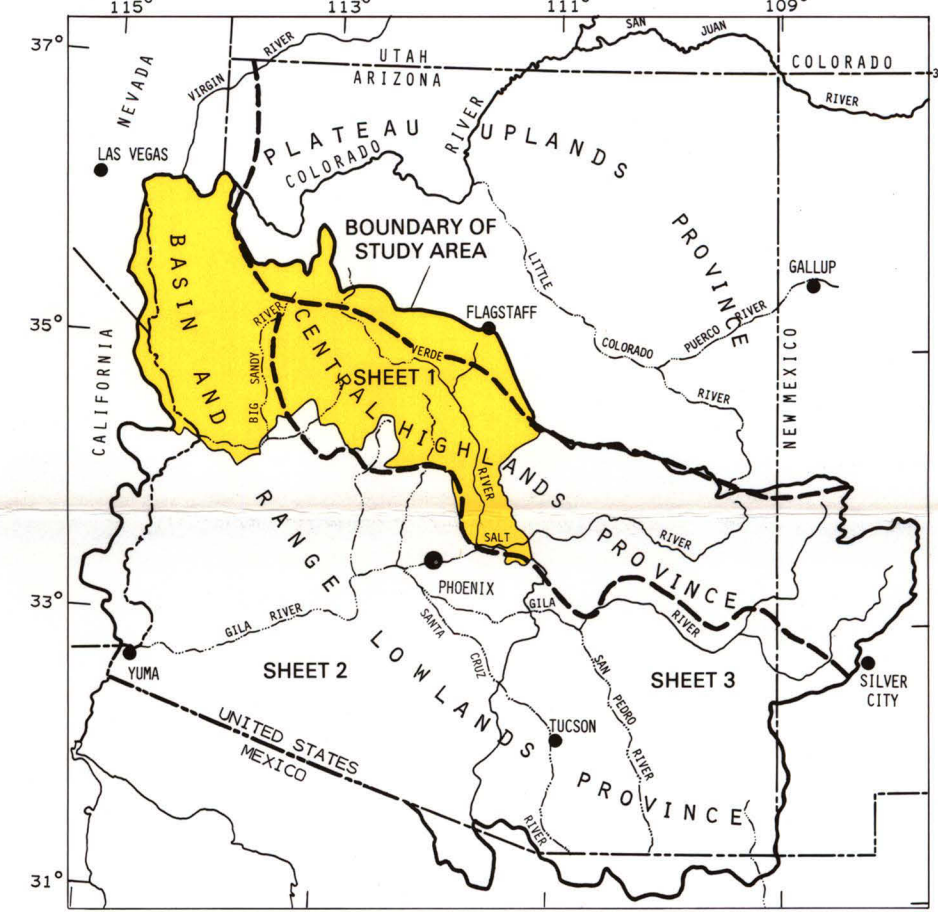 115°
113°
111°
109°
37°
SAN JUAN
RIVER
UTAH
ARIZONA
COLORADO
RIVER
VIRGIN RIVER
NEVADA
LAS VEGAS
PLATEAU UPLANDS PROVINCE
COLORADO RIVER
BOUNDARY OF
STUDY AREA
GALLUP
LITTLE COLORADO RIVER
PUERCO RIVER
FLAGSTAFF
35°
CALIFORNIA
NEW MEXICO
BASIN AND
RANGE
LOWLANDS
PROVINCE
BIG SANDY RIVER
VERDE RIVER
SHEET 1
CENTRAL HIGHLANDS PROVINCE
SALT RIVER
33°
PHOENIX
GILA RIVER
GILA RIVER
SANTA CRUZ RIVER
SAN PEDRO RIVER
YUMA
SHEET 2
SHEET 3
SILVER
CITY
TUCSON
UNITED STATES
MEXICO
31°